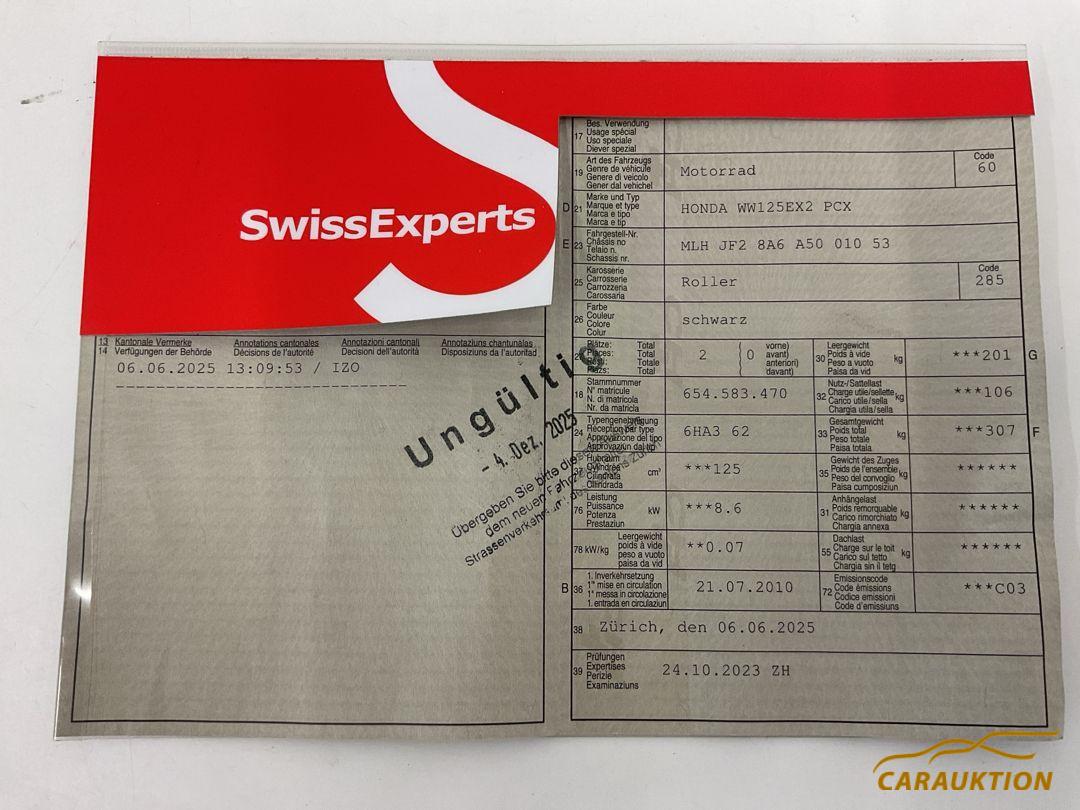 SwissExperts
13 Kantonale Vermerke Annotations cantonales Annotazioni cantonali Annotaziuns chantunalas
14 Verfügungen der Behörde Décisions de l'autorité Decisioni dell'autorità Disposiziuns da l'autoritad
06.06.2025 13:09:53 / IZO
Ungültig
- 4. Dez. 2025
Übergeben Sie bitte
dem neuen
Bes. Verwendung
17 Usage spécial
Uso speciale
Diever spezial
Art des Fahrzeugs
19 Genre de véhicule
Genere di veicolo
Gener dal vehichel
Motorrad
Code
60
Marke und Typ
D 21 Marque et type
Marca e tipo
Marca e tip
HONDA WW125EX2 PCX
Fahrgestell-Nr.
E 23 Châssis no
Telaio n.
Schassis nr.
MLH JF2 8A6 A50 010 53
Karosserie
25 Carrosserie
Carrozzeria
Carossaria
Roller
Code
285
Farbe
26 Couleur
Colore
Colur
schwarz
Plätze: Total
Places: Total
Totale
Total
2 ( 0 vorne)
avant)
anteriori)
davant)
Leergewicht
30 Poids à vide kg
Peso a vuoto
Paisa da vid
***201 G
Stammnummer
18 N° matricule
N. di matricola
Nr. da matricla
654.583.470
Nutz-/Sattellast
32 Charge utile/sellette kg
Carico utile/sella
Chargia utila/sella
***106
Typengenehmigung
24 Réception par type
Approvazione del tipo
Approvaziun dal tip
6HA3 62
Gesamtgewicht
33 Poids total kg
Peso totale
Paisa totala
***307 F
Hubraum
37 Cylindrée cm³
Cilindrata
Cilindrada
***125
Gewicht des Zuges
35 Poids de l'ensemble kg
Peso del convoglio
Paisa cumposiziun
******
Leistung
76 Puissance kW
Potenza
Prestaziun
***8.6
Anhängelast
31 Poids remorquable kg
Carico rimorchiato
Chargia annexa
******
Leergewicht
78 kW/kg poids à vide
peso a vuoto
paisa da vid
**0.07
Dachlast
55 Charge sur le toit kg
Carico sul tetto
Chargia sin il tetg
******
1. Inverkehrsetzung
B 36 1re mise en circulation
1a messa in circolazione
1. entrada en circulaziun
21.07.2010
Emissionscode
72 Code émissions
Codice emissioni
Code d'emissiuns
***C03
38 Zürich, den 06.06.2025
Prüfungen
39 Expertises
Perizie
Examinaziuns
24.10.2023 ZH
CARAUKTION